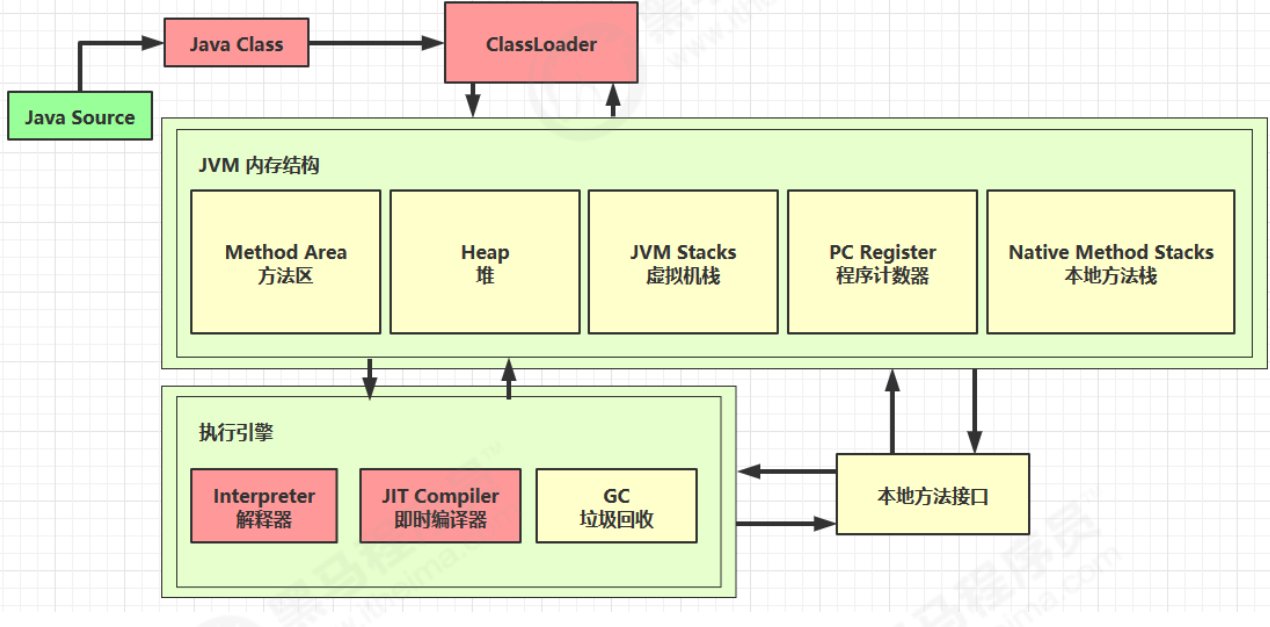 Java Class
ClassLoader
Java Source
JVM 内存结构
Method Area
方法区
Heap
堆
JVM Stacks
虚拟机栈
PC Register
程序计数器
Native Method Stacks
本地方法栈
执行引擎
Interpreter
解释器
JIT Compiler
即时编译器
GC
垃圾回收
本地方法接口